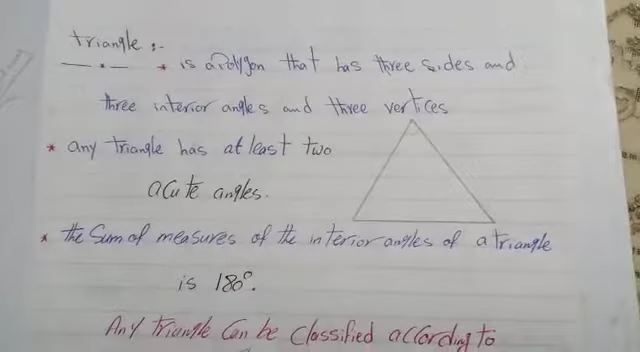 triangle :-
* is a Polygon that has three sides and
three interior angles and three vertices
* any triangle has at least two
acute angles.
* the Sum of measures of the interior angles of a triangle
is 180°.
Any triangle Can be Classified according to